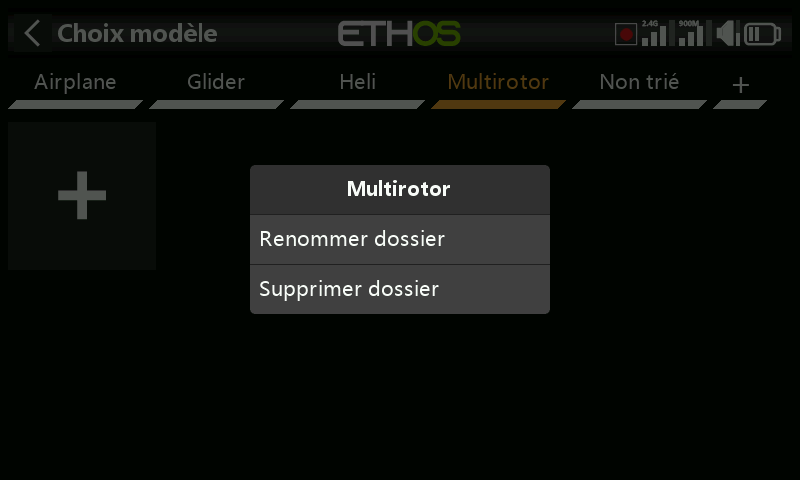 Choix modèle
ETHOS
2.4G
900M
Airplane
Glider
Heli
Multirotor
Non trié
+
Multirotor
Renommer dossier
Supprimer dossier